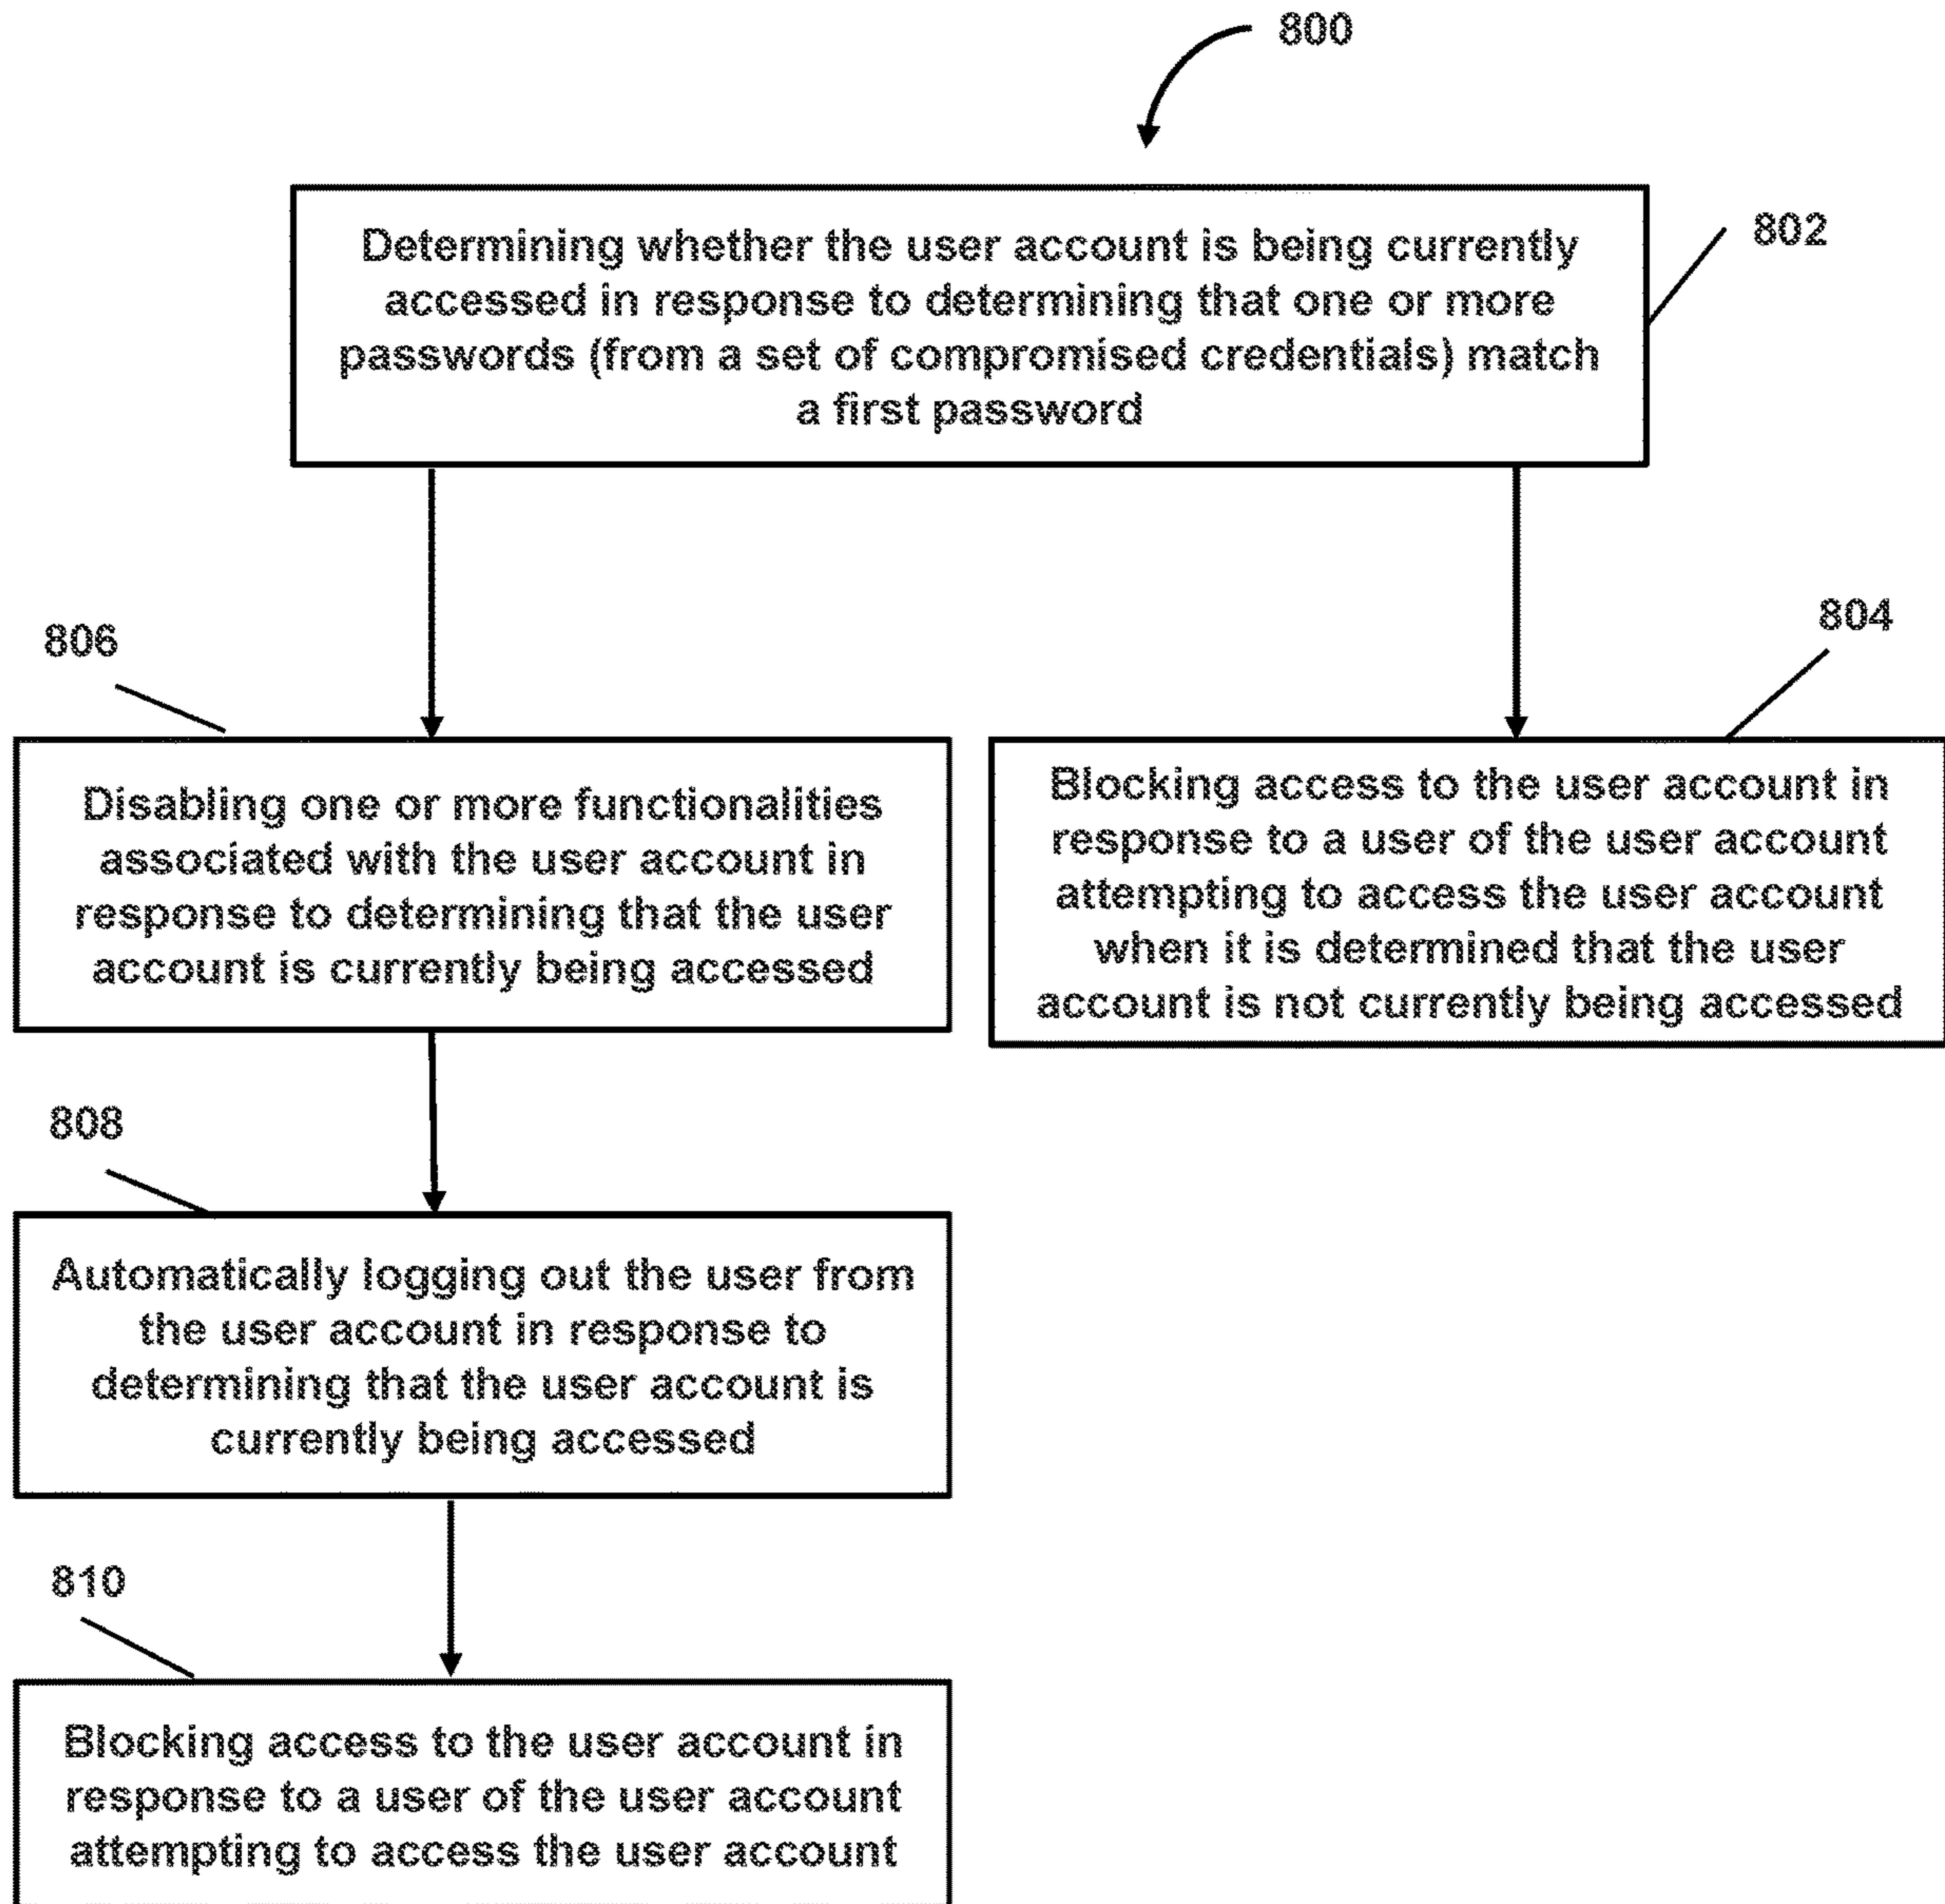 800
Determining whether the user account is being currently
accessed in response to determining that one or more
passwords (from a set of compromised credentials) match
a first password
802
806
Disabling one or more functionalities
associated with the user account in
response to determining that the user
account is currently being accessed
804
Blocking access to the user account in
response to a user of the user account
attempting to access the user account
when it is determined that the user
account is not currently being accessed
808
Automatically logging out the user from
the user account in response to
determining that the user account is
currently being accessed
810
Blocking access to the user account in
response to a user of the user account
attempting to access the user account